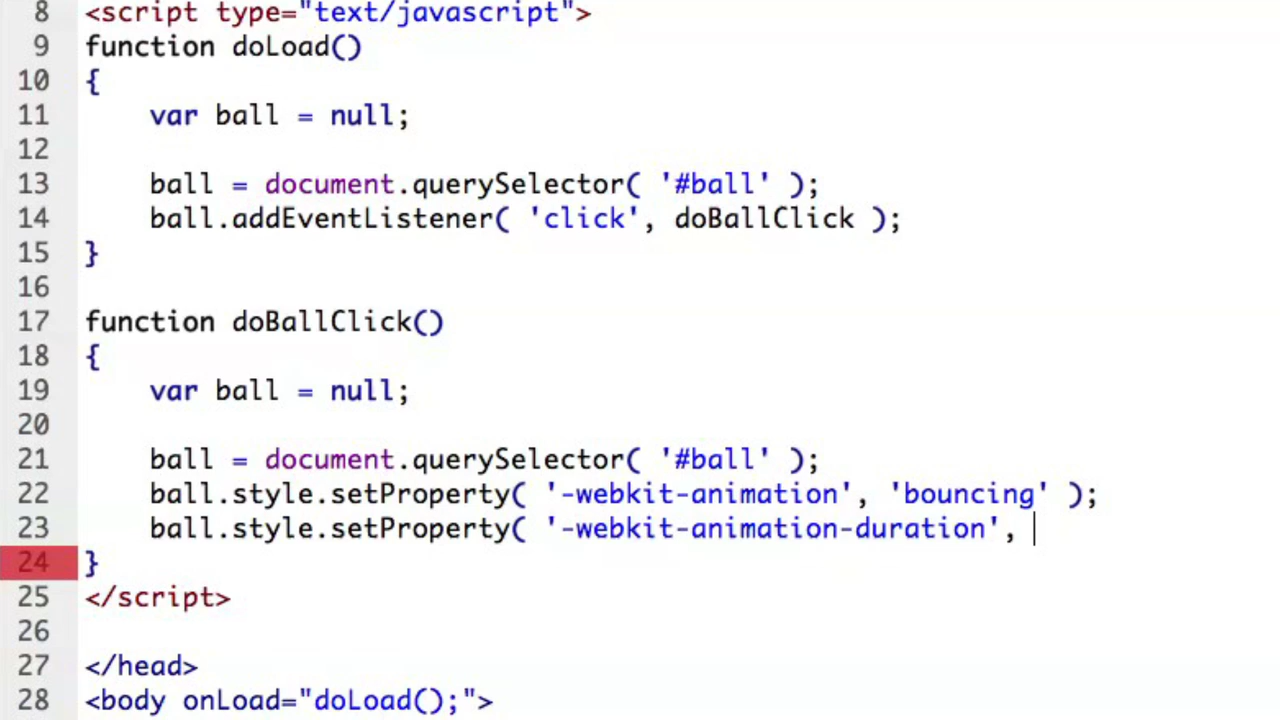 8 <script type="text/javascript">
9 function doLoad()
10 {
11     var ball = null;
12
13     ball = document.querySelector( '#ball' );
14     ball.addEventListener( 'click', doBallClick );
15 }
16
17 function doBallClick()
18 {
19     var ball = null;
20
21     ball = document.querySelector( '#ball' );
22     ball.style.setProperty( '-webkit-animation', 'bouncing' );
23     ball.style.setProperty( '-webkit-animation-duration',
24 }
25 </script>
26
27 </head>
28 <body onLoad="doLoad();">